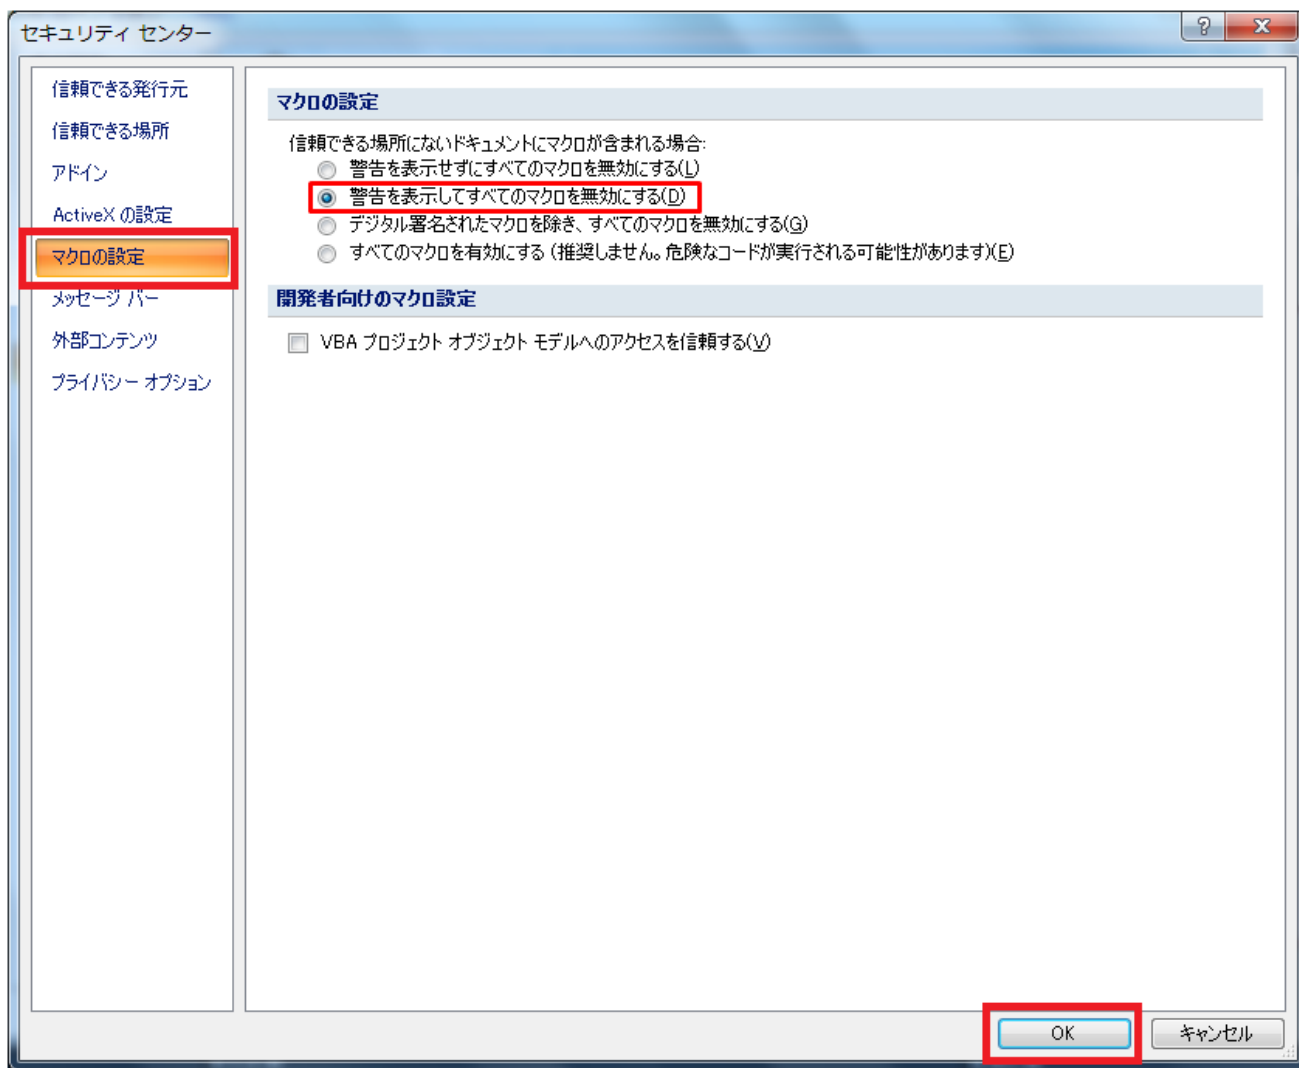 セキュリティ センター
信頼できる発行元
信頼できる場所
アドイン
ActiveX の設定
マクロの設定
メッセージ バー
外部コンテンツ
プライバシー オプション
マクロの設定
信頼できる場所にないドキュメントにマクロが含まれる場合:
警告を表示せずにすべてのマクロを無効にする(L)
警告を表示してすべてのマクロを無効にする(D)
デジタル署名されたマクロを除き、すべてのマクロを無効にする(G)
すべてのマクロを有効にする (推奨しません。危険なコードが実行される可能性があります)(E)
開発者向けのマクロ設定
VBA プロジェクト オブジェクト モデルへのアクセスを信頼する(V)
OK
キャンセル